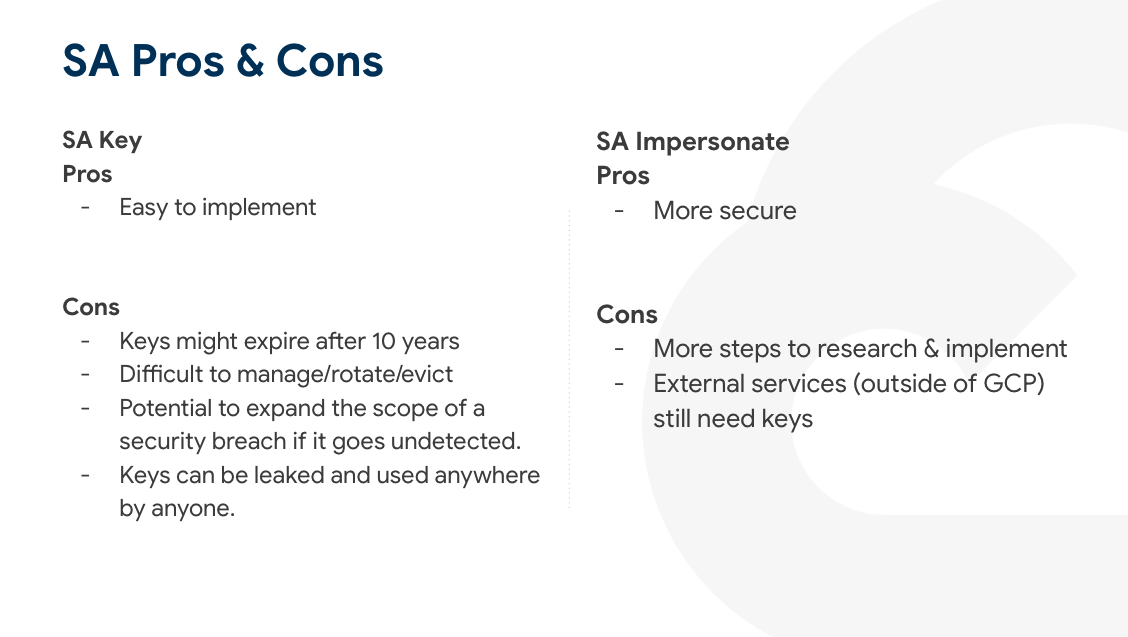 SA Pros & Cons
SA Key
Pros
- Easy to implement
Cons
- Keys might expire after 10 years
- Difficult to manage/rotate/evict
- Potential to expand the scope of a
security breach if it goes undetected.
- Keys can be leaked and used anywhere
by anyone.
SA Impersonate
Pros
- More secure
Cons
- More steps to research & implement
- External services (outside of GCP)
still need keys